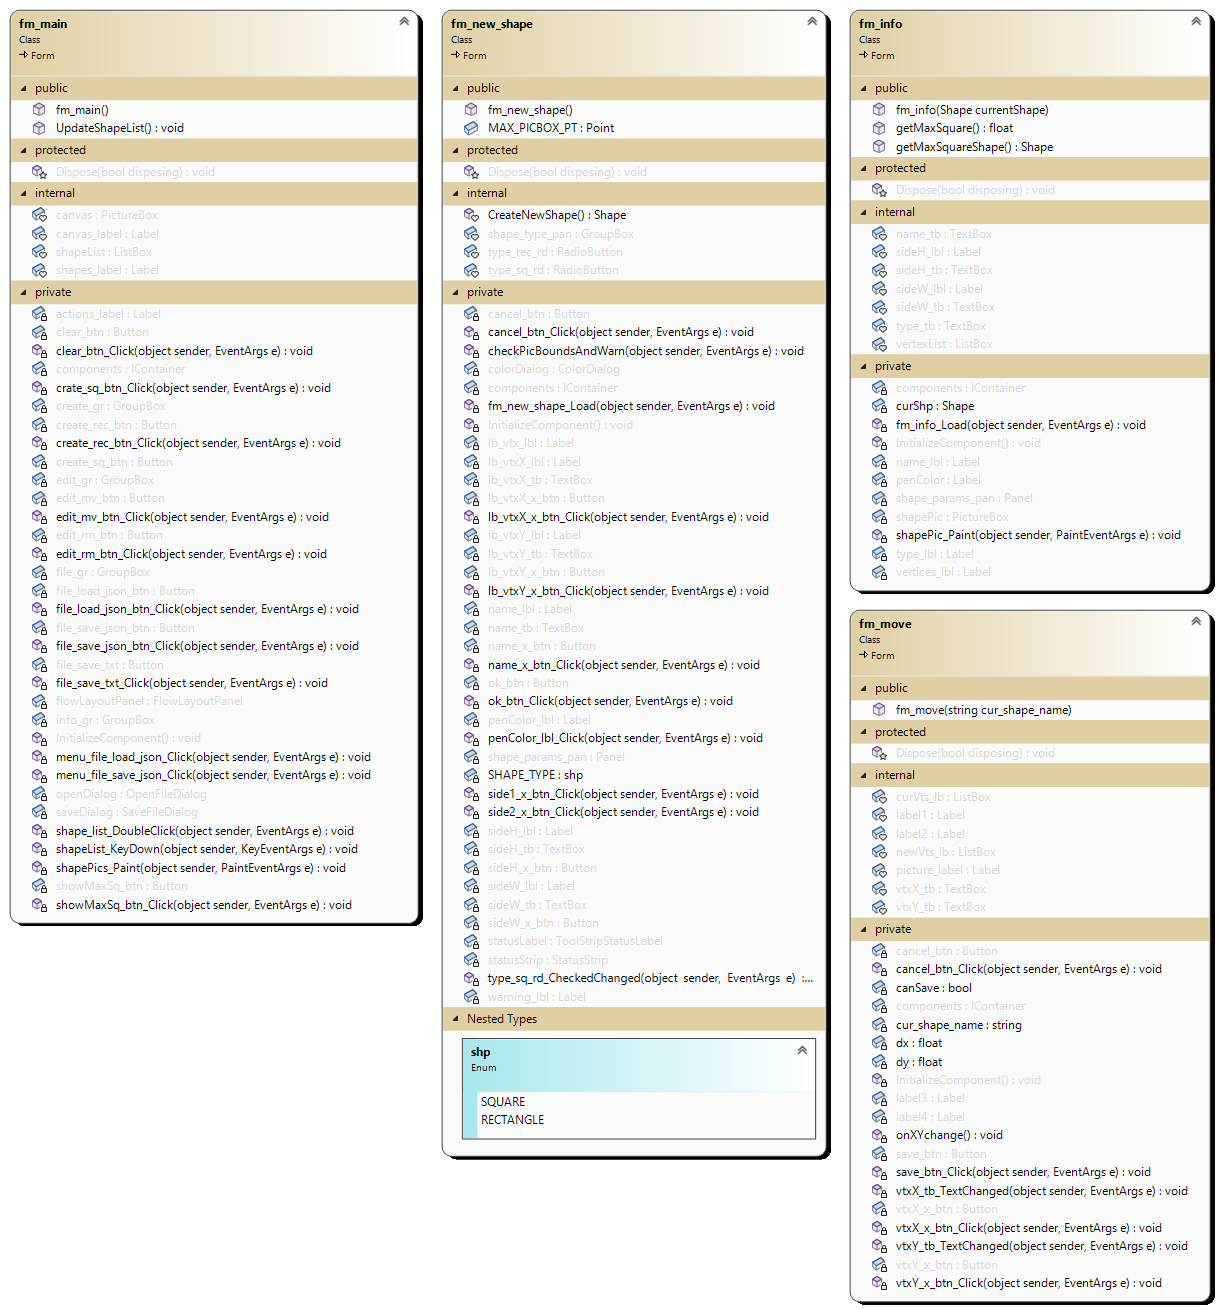 fm_main
Class
Form
public
fm_main()
UpdateShapeList() : void
protected
Dispose(bool disposing) : void
internal
canvas : PictureBox
canvas_label : Label
shapeList : ListBox
shapes_label : Label
private
actions_label : Label
clear_btn : Button
clear_btn_Click(object sender, EventArgs e) : void
components : IContainer
crate_sq_btn_Click(object sender, EventArgs e) : void
create_gr : GroupBox
create_rec_btn : Button
create_rec_btn_Click(object sender, EventArgs e) : void
create_sq_btn : Button
edit_gr : GroupBox
edit_mv_btn : Button
edit_mv_btn_Click(object sender, EventArgs e) : void
edit_rm_btn : Button
edit_rm_btn_Click(object sender, EventArgs e) : void
file_gr : GroupBox
file_load_json_btn : Button
file_load_json_btn_Click(object sender, EventArgs e) : void
file_save_json_btn : Button
file_save_json_btn_Click(object sender, EventArgs e) : void
file_save_txt : Button
file_save_txt_Click(object sender, EventArgs e) : void
flowLayoutPanel : FlowLayoutPanel
info_gr : GroupBox
InitializeComponent() : void
menu_file_load_json_Click(object sender, EventArgs e) : void
menu_file_save_json_Click(object sender, EventArgs e) : void
openDialog : OpenFileDialog
saveDialog : SaveFileDialog
shape_list_DoubleClick(object sender, EventArgs e) : void
shapeList_KeyDown(object sender, KeyEventArgs e) : void
shapePics_Paint(object sender, PaintEventArgs e) : void
showMaxSq_btn : Button
showMaxSq_btn_Click(object sender, EventArgs e) : void
fm_new_shape
Class
Form
public
fm_new_shape()
MAX_PICBOX_PT : Point
protected
Dispose(bool disposing) : void
internal
CreateNewShape() : Shape
shape_type_pan : GroupBox
type_rec_rd : RadioButton
type_sq_rd : RadioButton
private
cancel_btn : Button
cancel_btn_Click(object sender, EventArgs e) : void
checkPicBoundsAndWarn(object sender, EventArgs e) : void
colorDialog : ColorDialog
components : IContainer
fm_new_shape_Load(object sender, EventArgs e) : void
InitializeComponent() : void
lb_vtx_lbl : Label
lb_vtxX_lbl : Label
lb_vtxX_tb : TextBox
lb_vtxX_x_btn : Button
lb_vtxX_x_btn_Click(object sender, EventArgs e) : void
lb_vtxY_lbl : Label
lb_vtxY_tb : TextBox
lb_vtxY_x_btn : Button
lb_vtxY_x_btn_Click(object sender, EventArgs e) : void
name_lbl : Label
name_tb : TextBox
name_x_btn : Button
name_x_btn_Click(object sender, EventArgs e) : void
ok_btn : Button
ok_btn_Click(object sender, EventArgs e) : void
penColor_lbl : Label
penColor_lbl_Click(object sender, EventArgs e) : void
shape_params_pan : Panel
SHAPE_TYPE : shp
side1_x_btn_Click(object sender, EventArgs e) : void
side2_x_btn_Click(object sender, EventArgs e) : void
sideH_lbl : Label
sideH_tb : TextBox
sideH_x_btn : Button
sideW_lbl : Label
sideW_tb : TextBox
sideW_x_btn : Button
statusLabel : ToolStripStatusLabel
statusStrip : StatusStrip
type_sq_rd_CheckedChanged(object sender, EventArgs e) :...
warning_lbl : Label
Nested Types
shp
Enum
SQUARE
RECTANGLE
fm_info
Class
Form
public
fm_info(Shape currentShape)
getMaxSquare() : float
getMaxSquareShape() : Shape
protected
Dispose(bool disposing) : void
internal
name_tb : TextBox
sideH_lbl : Label
sideH_tb : TextBox
sideW_lbl : Label
sideW_tb : TextBox
type_tb : TextBox
vertexList : ListBox
private
components : IContainer
curShp : Shape
fm_info_Load(object sender, EventArgs e) : void
InitializeComponent() : void
name_lbl : Label
penColor : Label
shape_params_pan : Panel
shapePic : PictureBox
shapePic_Paint(object sender, PaintEventArgs e) : void
type_lbl : Label
vertices_lbl : Label
fm_move
Class
Form
public
fm_move(string cur_shape_name)
protected
Dispose(bool disposing) : void
internal
curVts_lb : ListBox
label1 : Label
label2 : Label
newVts_lb : ListBox
picture_label : Label
vtxX_tb : TextBox
vtxY_tb : TextBox
private
cancel_btn : Button
cancel_btn_Click(object sender, EventArgs e) : void
canSave : bool
components : IContainer
cur_shape_name : string
dx : float
dy : float
InitializeComponent() : void
label3 : Label
label4 : Label
onXYchange() : void
save_btn : Button
save_btn_Click(object sender, EventArgs e) : void
vtxX_tb_TextChanged(object sender, EventArgs e) : void
vtxX_x_btn : Button
vtxX_x_btn_Click(object sender, EventArgs e) : void
vtxY_tb_TextChanged(object sender, EventArgs e) : void
vtxY_x_btn : Button
vtxY_x_btn_Click(object sender, EventArgs e) : void